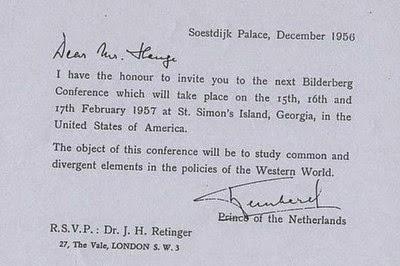 Soestdijk Palace, December 1956
Dear Mr.
I have the honour to invite you to the next Bilderberg
Conference which will take place on the 15th, 16th and
17th February 1957 at St. Simon's Island, Georgia, in the
United States of America.
The object of this conference will be to study common and
divergent elements in the policies of the Western World.
Prince of the Netherlands
R.S.V.P.: Dr. J. H. Retinger
27, The Vale, LONDON S. W. 3